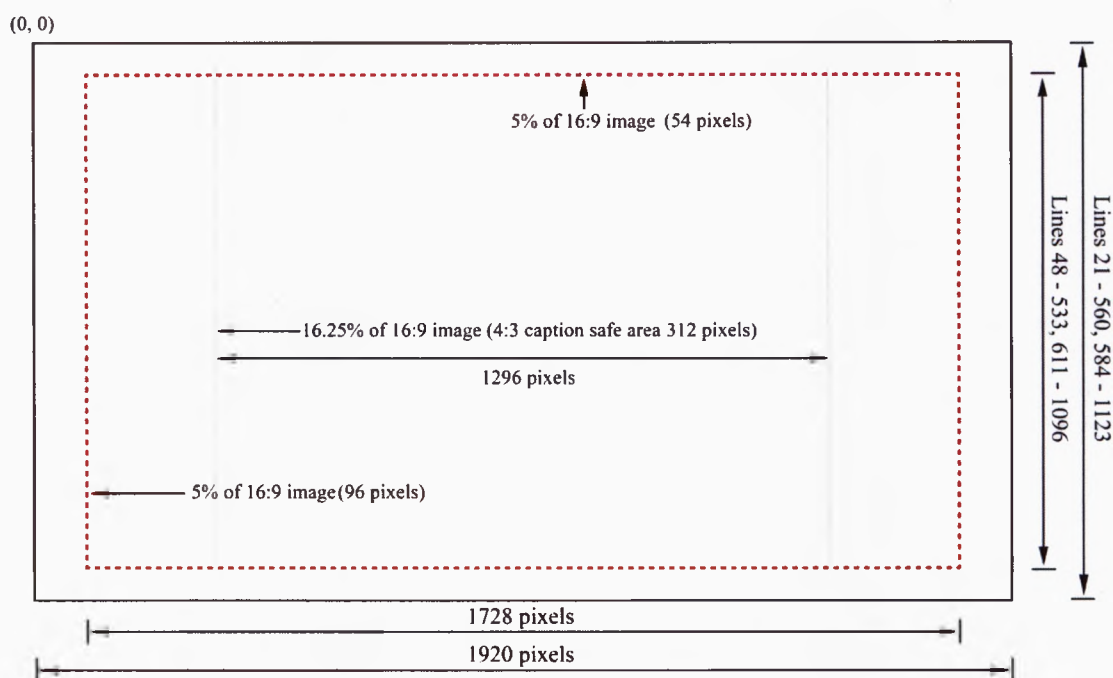 (0, 0)
5% of 16:9 image (54 pixels)
16.25% of 16:9 image (4:3 caption safe area 312 pixels)
1296 pixels
5% of 16:9 image (96 pixels)
1728 pixels
1920 pixels
Lines 48 - 533, 611 - 1096
Lines 21 - 560, 584 - 1123